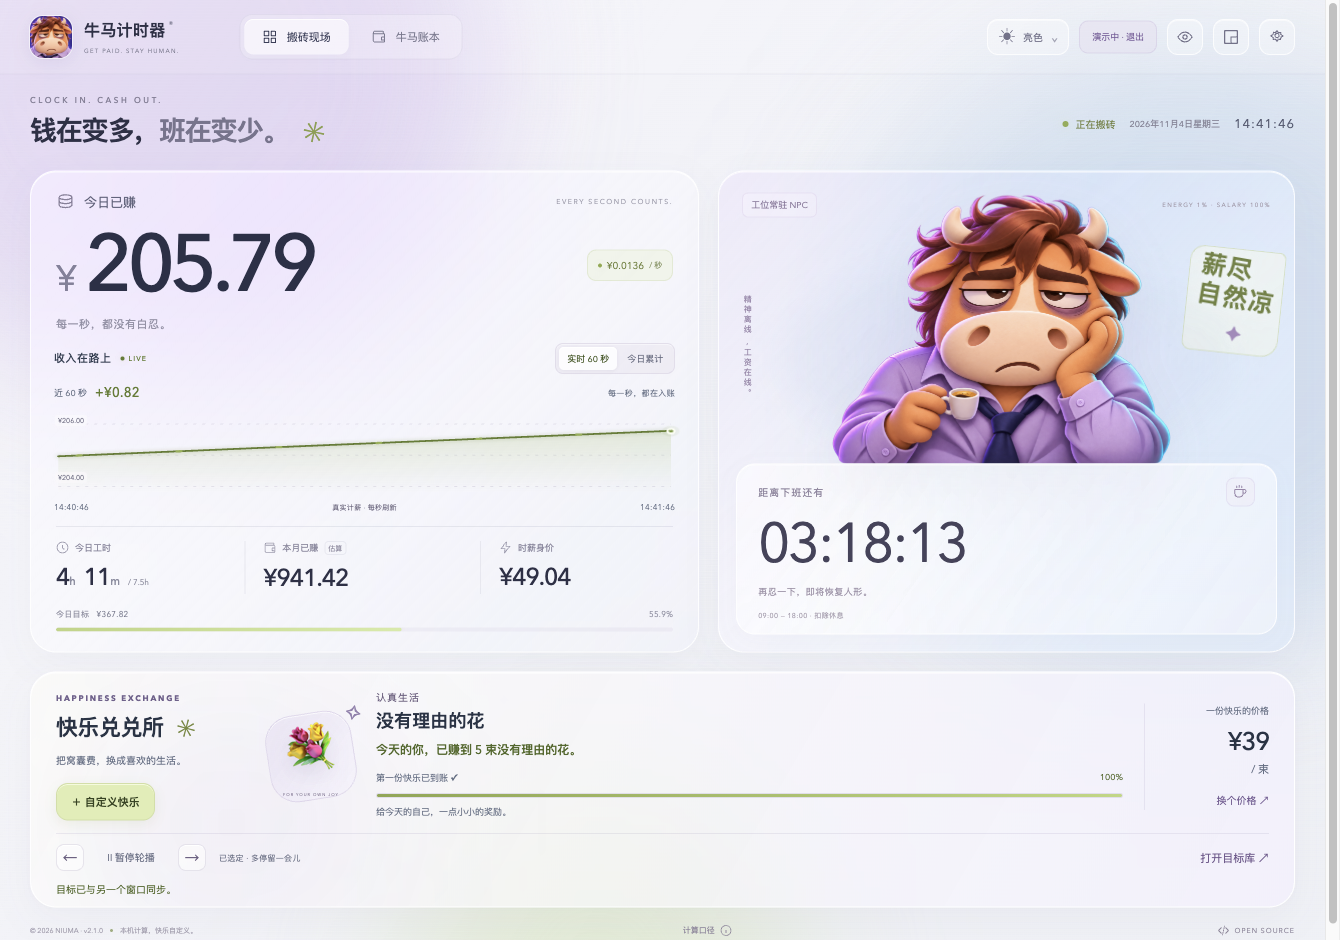 牛马计时器
GET PAID. STAY HUMAN.
搬砖现场
牛马账本
亮色
演示中 · 退出
CLOCK IN. CASH OUT.
钱在变多，班在变少。
正在搬砖
2026年11月4日星期三
14:41:46
今日已赚
EVERY SECOND COUNTS.
¥205.79
¥0.0136 / 秒
每一秒，都没有白忍。
收入在路上
LIVE
实时 60 秒
今日累计
近 60 秒 +¥0.82
每一秒，都在入账
¥206.00
¥204.00
14:40:46
真实计薪 · 每秒刷新
14:41:46
今日工时
4h 11m / 7.5h
本月已赚 估算
¥941.42
时薪身价
¥49.04
今日目标 ¥367.82
55.9%
工位常驻 NPC
ENERGY 1% · SALARY 100%
精神离线，工资在线。
薪尽
自然凉
距离下班还有
03:18:13
再忍一下，即将恢复人形。
09:00 – 18:00 · 扣除休息
HAPPINESS EXCHANGE
快乐兑兑所
把窝囊费，换成喜欢的生活。
+ 自定义快乐
FOR YOUR OWN JOY
认真生活
没有理由的花
今天的你，已赚到 5 束没有理由的花。
第一份快乐已到账 ✓
100%
给今天的自己，一点小小的奖励。
一份快乐的价格
¥39
/ 束
换个价格 ↗
←
II 暂停轮播
→
已选定 · 多停留一会儿
打开目标库 ↗
目标已与另一个窗口同步。
© 2026 NIUMA · v2.1.0 • 本机计算，快乐自定义。
计算口径
OPEN SOURCE